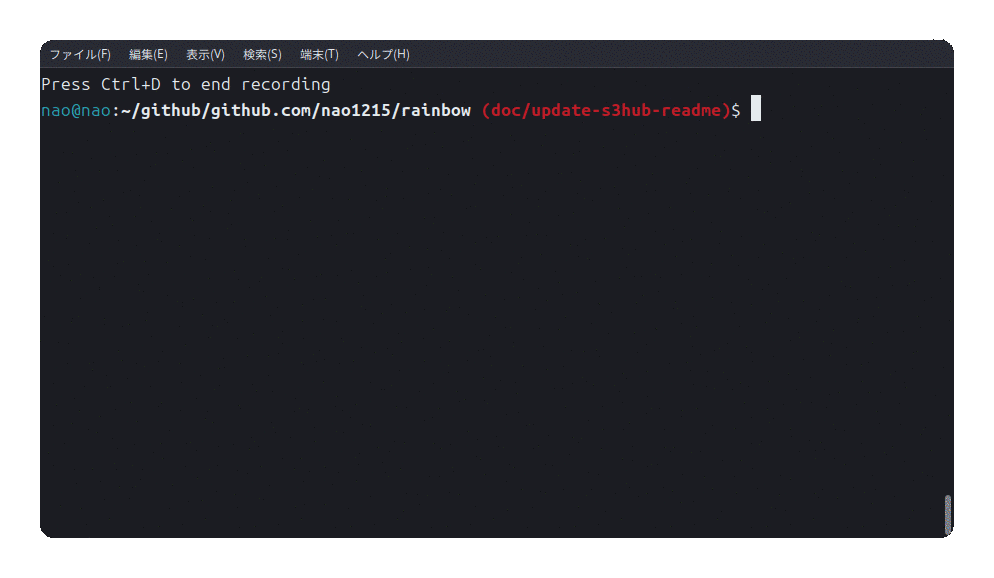 ファイル(F) 編集(E) 表示(V) 検索(S) 端末(T) ヘルプ(H)
Press Ctrl+D to end recording
nao@nao:~/github/github.com/nao1215/rainbow (doc/update-s3hub-readme)$